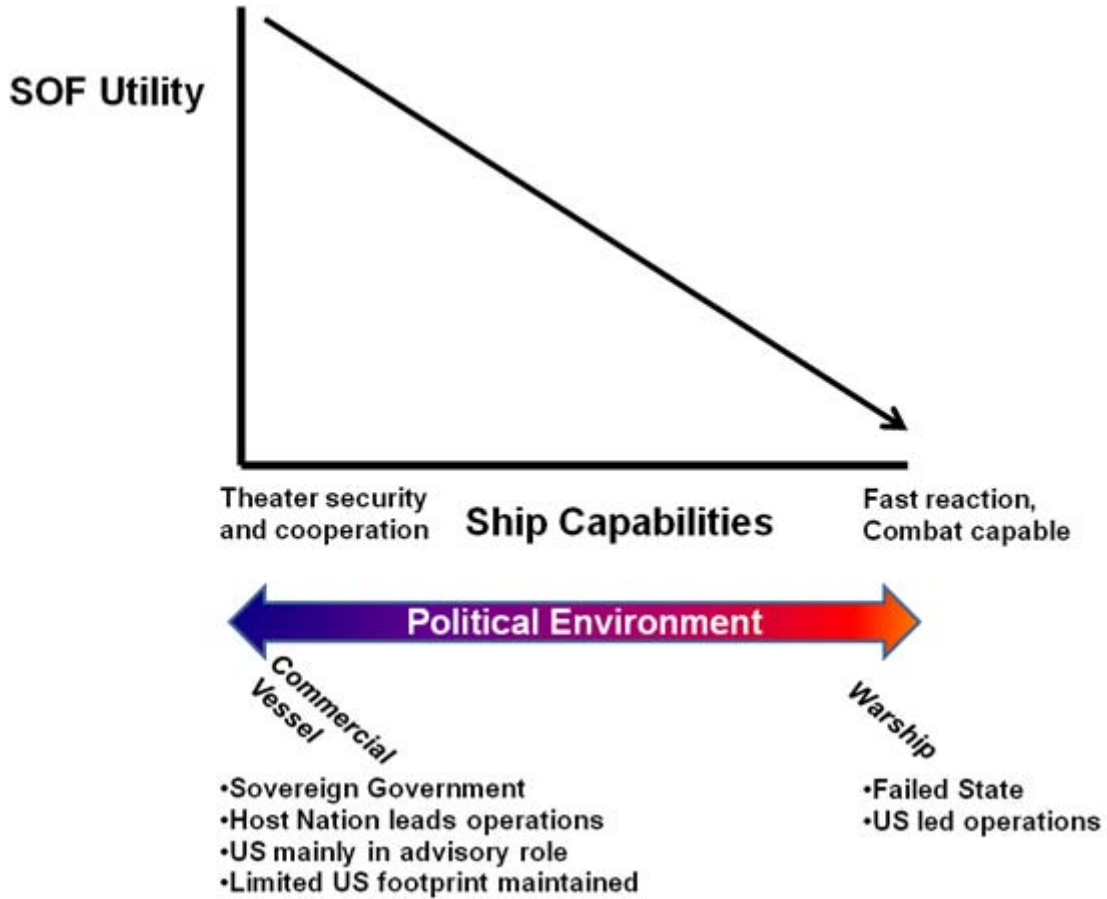 SOF Utility
Theater security
and cooperation
Ship Capabilities
Fast reaction,
Combat capable
Political Environment
Commercial
Vessel
Warship
•Sovereign Government
•Host Nation leads operations
•US mainly in advisory role
•Limited US footprint maintained
•Failed State
•US led operations